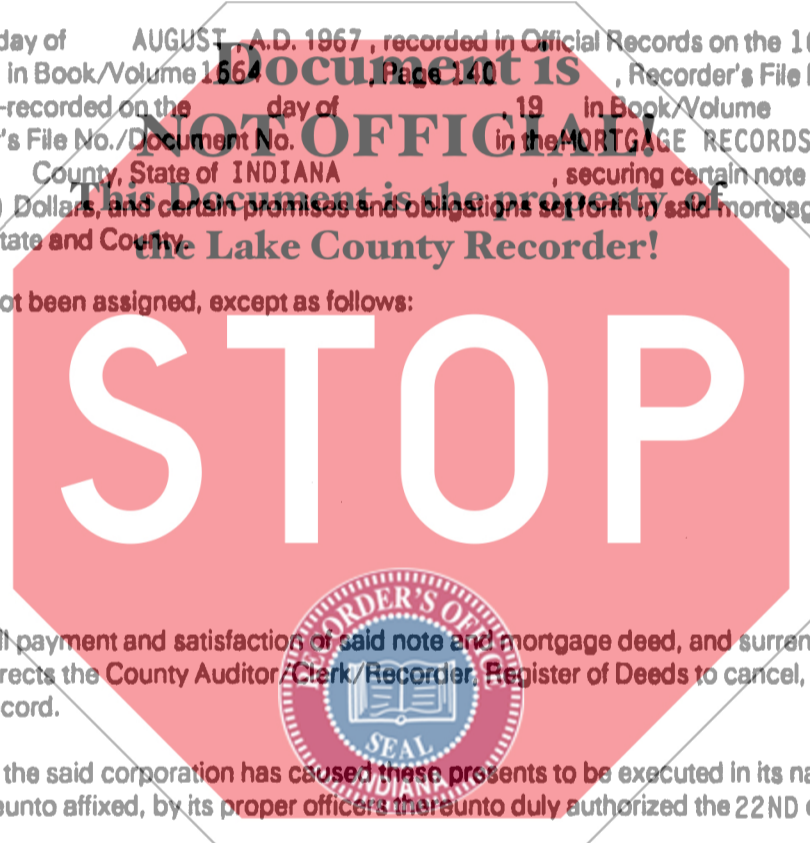 day of AUGUST, A.D. 1967, recorded in Official Records on the
Document is
in Book/Volume 1664, Page 140, Recorder's File
-recorded on the day of , 19 in Book/Volume
NOT OFFICIAL!
's File No./Document No. in the MORTGAGE RECORDS
County, State of INDIANA , securing certain note
This Document is the property of
) Dollars, and certain promises and obligations set forth in said mortgag
the Lake County Recorder!
tate and County.
ot been assigned, except as follows:
STOP
RECORDER'S OFFICE
ll payment and satisfaction of said note and mortgage deed, and surren
rects the County Auditor/Clerk/Recorder, Register of Deeds to cancel,
cord.
SEAL
the said corporation has caused these presents to be executed in its na
INDIANA
eunto affixed, by its proper officers thereunto duly authorized the 22ND